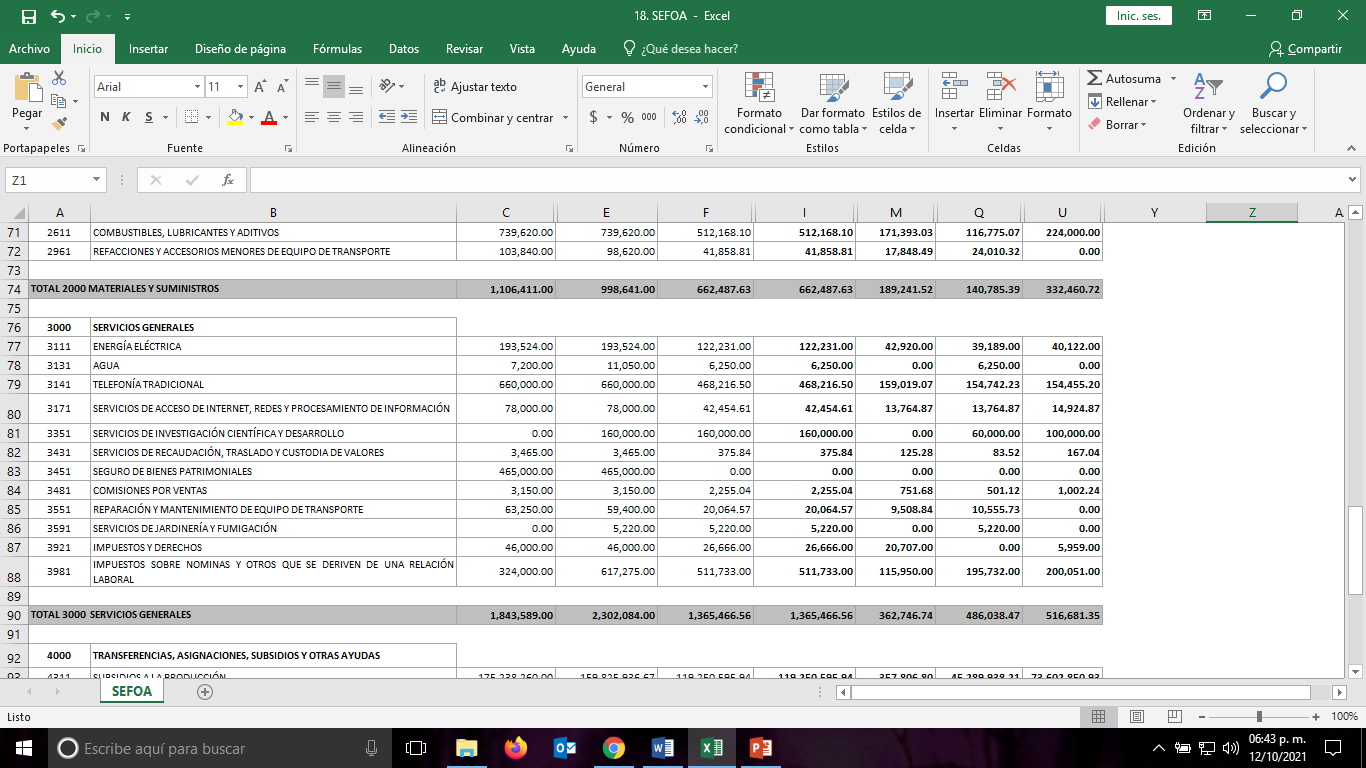 18. SEFOA - Excel
Inic. ses.
Archivo Inicio Insertar Diseño de página Fórmulas Datos Revisar Vista Ayuda ¿Qué desea hacer? Compartir
Pegar
Arial 11
N K S
Ajustar texto
Combinar y centrar
General
$ % 000
Formato condicional
Dar formato como tabla
Estilos de celda
Insertar Eliminar Formato
Autosuma
Rellenar
Borrar
Ordenar y filtrar
Buscar y seleccionar
Portapapeles Fuente Alineación Número Estilos Celdas Edición
Z1 fx
A B C E F I M Q U Y Z A
71 2611 COMBUSTIBLES, LUBRICANTES Y ADITIVOS 739,620.00 739,620.00 512,168.10 512,168.10 171,393.03 116,775.07 224,000.00
72 2961 REFACCIONES Y ACCESORIOS MENORES DE EQUIPO DE TRANSPORTE 103,840.00 98,620.00 41,858.81 41,858.81 17,848.49 24,010.32 0.00
73
74 TOTAL 2000 MATERIALES Y SUMINISTROS 1,106,411.00 998,641.00 662,487.63 662,487.63 189,241.52 140,785.39 332,460.72
75
76 3000 SERVICIOS GENERALES
77 3111 ENERGÍA ELÉCTRICA 193,524.00 193,524.00 122,231.00 122,231.00 42,920.00 39,189.00 40,122.00
78 3131 AGUA 7,200.00 11,050.00 6,250.00 6,250.00 0.00 6,250.00 0.00
79 3141 TELEFONÍA TRADICIONAL 660,000.00 660,000.00 468,216.50 468,216.50 159,019.07 154,742.23 154,455.20
80 3171 SERVICIOS DE ACCESO DE INTERNET, REDES Y PROCESAMIENTO DE INFORMACIÓN 78,000.00 78,000.00 42,454.61 42,454.61 13,764.87 13,764.87 14,924.87
81 3351 SERVICIOS DE INVESTIGACIÓN CIENTÍFICA Y DESARROLLO 0.00 160,000.00 160,000.00 160,000.00 0.00 60,000.00 100,000.00
82 3431 SERVICIOS DE RECAUDACIÓN, TRASLADO Y CUSTODIA DE VALORES 3,465.00 3,465.00 375.84 375.84 125.28 83.52 167.04
83 3451 SEGURO DE BIENES PATRIMONIALES 465,000.00 465,000.00 0.00 0.00 0.00 0.00 0.00
84 3481 COMISIONES POR VENTAS 3,150.00 3,150.00 2,255.04 2,255.04 751.68 501.12 1,002.24
85 3551 REPARACIÓN Y MANTENIMIENTO DE EQUIPO DE TRANSPORTE 63,250.00 59,400.00 20,064.57 20,064.57 9,508.84 10,555.73 0.00
86 3591 SERVICIOS DE JARDINERÍA Y FUMIGACIÓN 0.00 5,220.00 5,220.00 5,220.00 0.00 5,220.00 0.00
87 3921 IMPUESTOS Y DERECHOS 46,000.00 46,000.00 26,666.00 26,666.00 20,707.00 0.00 5,959.00
88 3981 IMPUESTOS SOBRE NOMINAS Y OTROS QUE SE DERIVEN DE UNA RELACIÓN LABORAL 324,000.00 617,275.00 511,733.00 511,733.00 115,950.00 195,732.00 200,051.00
89
90 TOTAL 3000 SERVICIOS GENERALES 1,843,589.00 2,302,084.00 1,365,466.56 1,365,466.56 362,746.74 486,038.47 516,681.35
91
92 4000 TRANSFERENCIAS, ASIGNACIONES, SUBSIDIOS Y OTRAS AYUDAS
93 4311 SUBSIDIOS A LA PRODUCCIÓN
SEFOA
Listo 100%
Escribe aquí para buscar
06:43 p. m.
12/10/2021